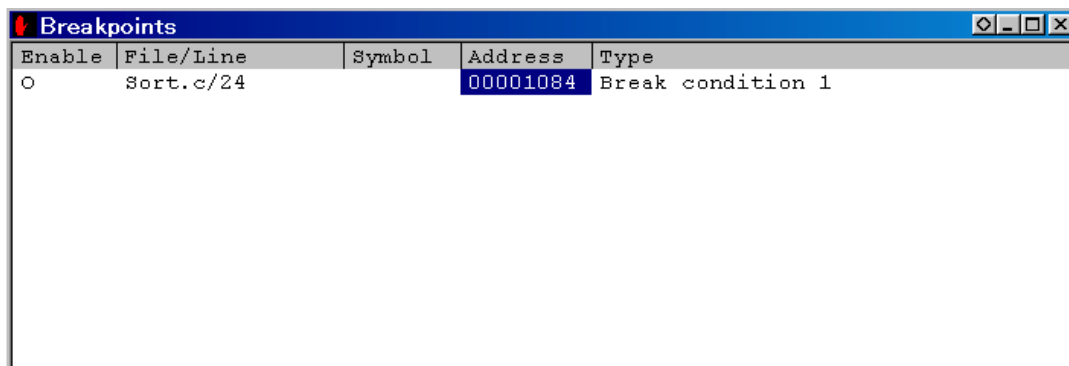 Breakpoints
Enable File/Line Symbol Address Type
O Sort.c/24 00001084 Break condition 1